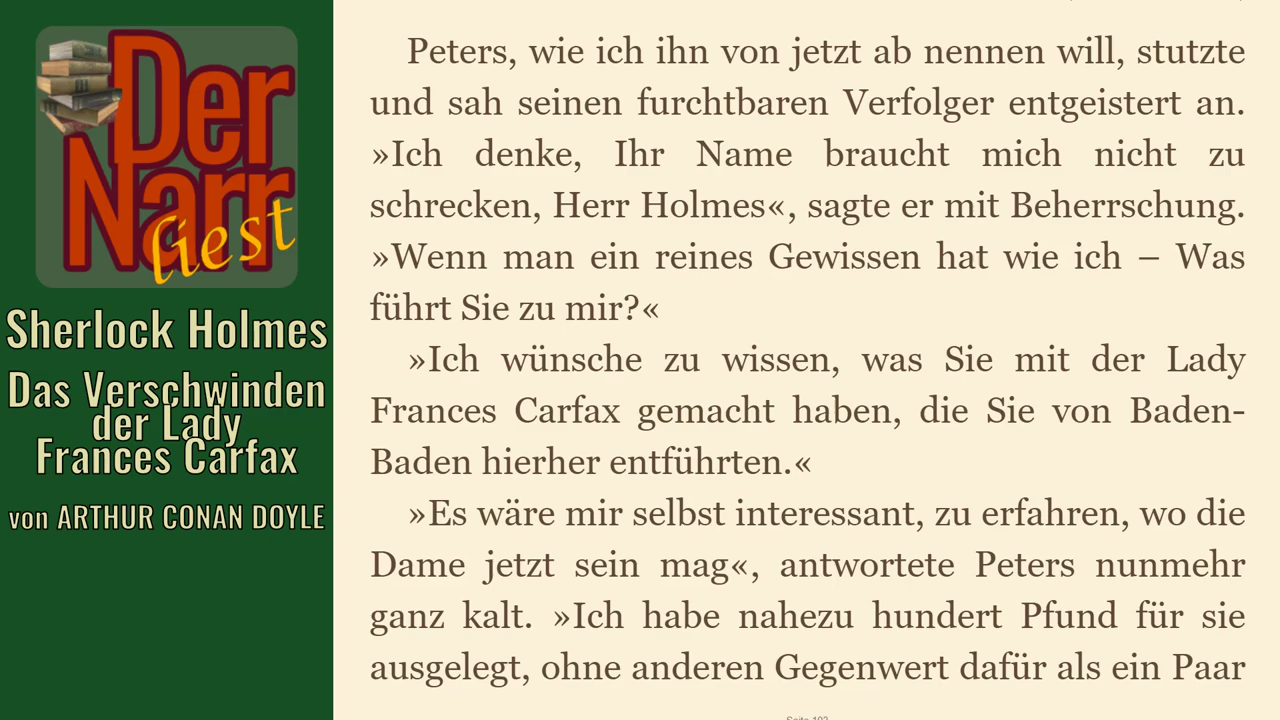 Der
Narr
liest
Sherlock Holmes
Das Verschwinden
der Lady
Frances Carfax
von ARTHUR CONAN DOYLE
Peters, wie ich ihn von jetzt ab nennen will, stutzte
und sah seinen furchtbaren Verfolger entgeistert an.
»Ich denke, Ihr Name braucht mich nicht zu
schrecken, Herr Holmes«, sagte er mit Beherrschung.
»Wenn man ein reines Gewissen hat wie ich – Was
führt Sie zu mir?«
»Ich wünsche zu wissen, was Sie mit der Lady
Frances Carfax gemacht haben, die Sie von Baden-
Baden hierher entführten.«
»Es wäre mir selbst interessant, zu erfahren, wo die
Dame jetzt sein mag«, antwortete Peters nunmehr
ganz kalt. »Ich habe nahezu hundert Pfund für sie
ausgelegt, ohne anderen Gegenwert dafür als ein Paar